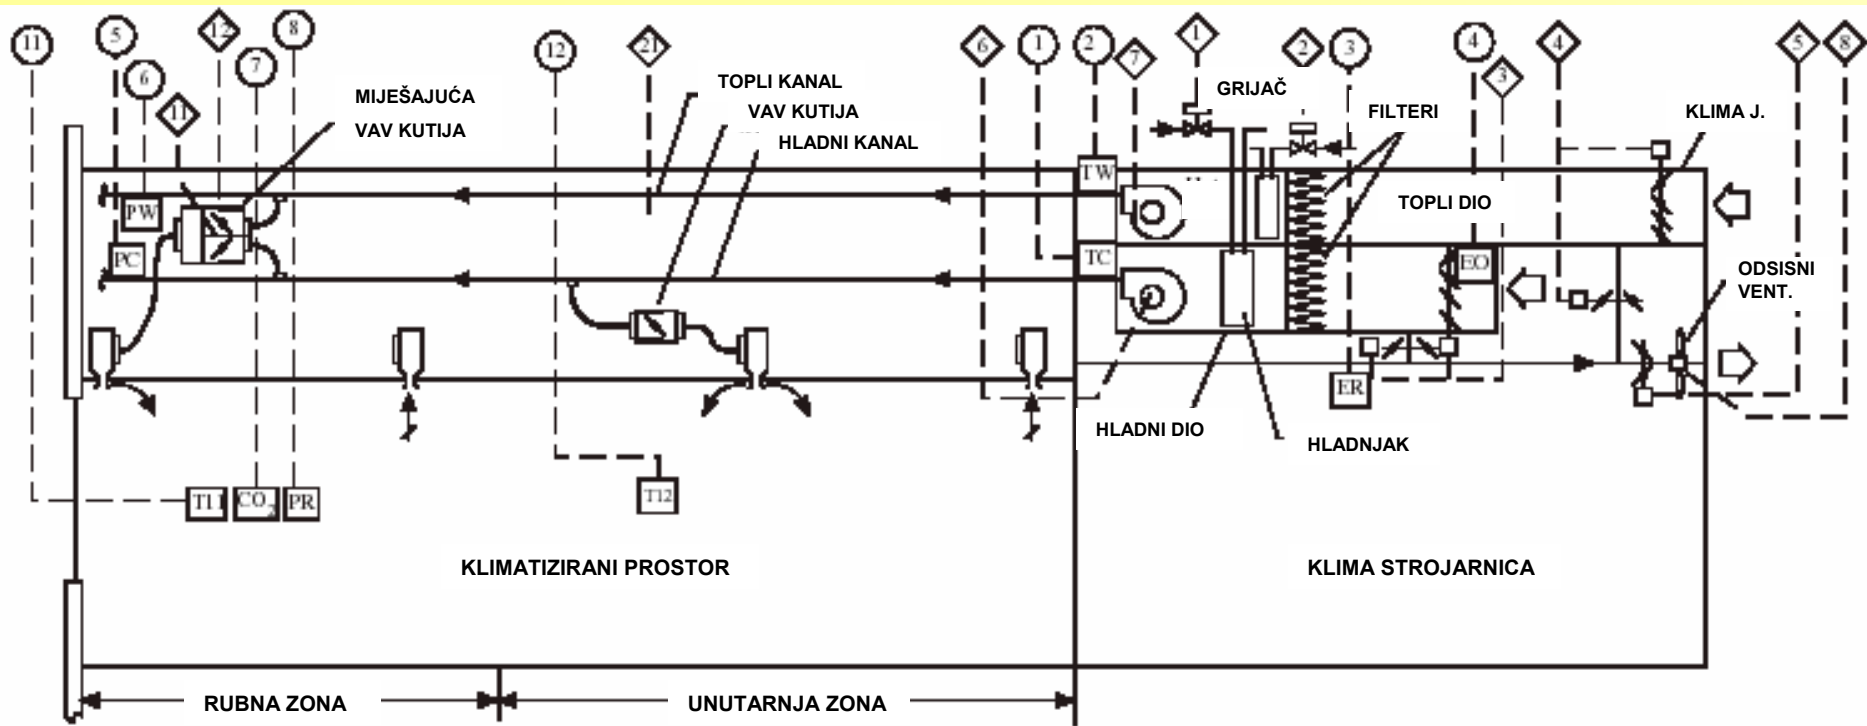 11
5
6
12
7
8
12
21
6
1
2
7
1
2
3
4
3
4
5
8
MIJEŠAJUĆA
VAV KUTIJA
11
TOPLI KANAL
VAV KUTIJA
HLADNI KANAL
GRIJAČ
FILTERI
KLIMA J.
PW
PC
TW
TC
TOPLI DIO
EO
ODSISNI
VENT.
ER
HLADNI DIO
HLADNJAK
T11
CO2
PR
T12
KLIMATIZIRANI PROSTOR
KLIMA STROJARNICA
RUBNA ZONA
UNUTARNJA ZONA